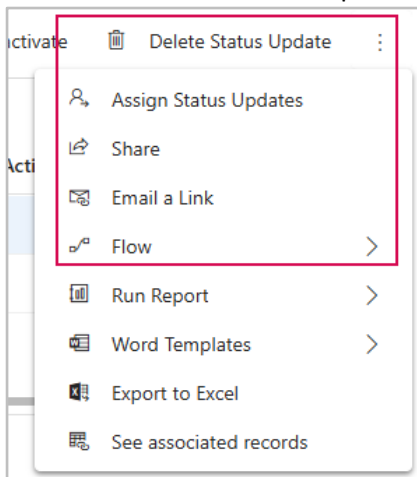 ctivate Delete Status Update
Assign Status Updates
Share
Acti
Email a Link
Flow
Run Report
Word Templates
Export to Excel
See associated records